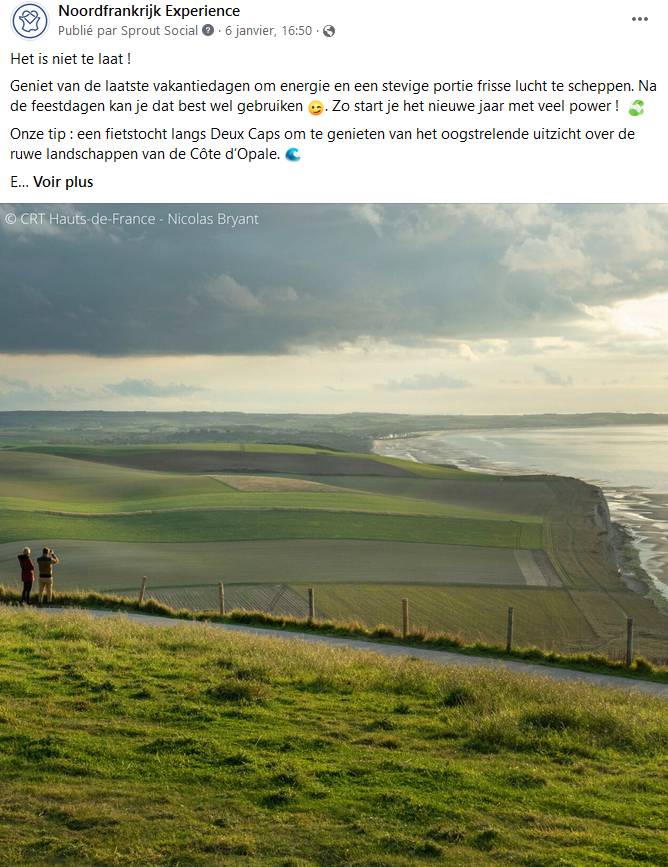 Noordfrankrijk Experience
Publié par Sprout Social ? · 6 janvier, 16:50 ·
Het is niet te laat !
Geniet van de laatste vakantiedagen om energie en een stevige portie frisse lucht te scheppen. Na
de feestdagen kan je dat best wel gebruiken 😉. Zo start je het nieuwe jaar met veel power ! ♻️
Onze tip : een fietstocht langs Deux Caps om te genieten van het oogstrelende uitzicht over de
ruwe landschappen van de Côte d’Opale. 🌊
E... Voir plus
© CRT Hauts-de-France - Nicolas Bryant